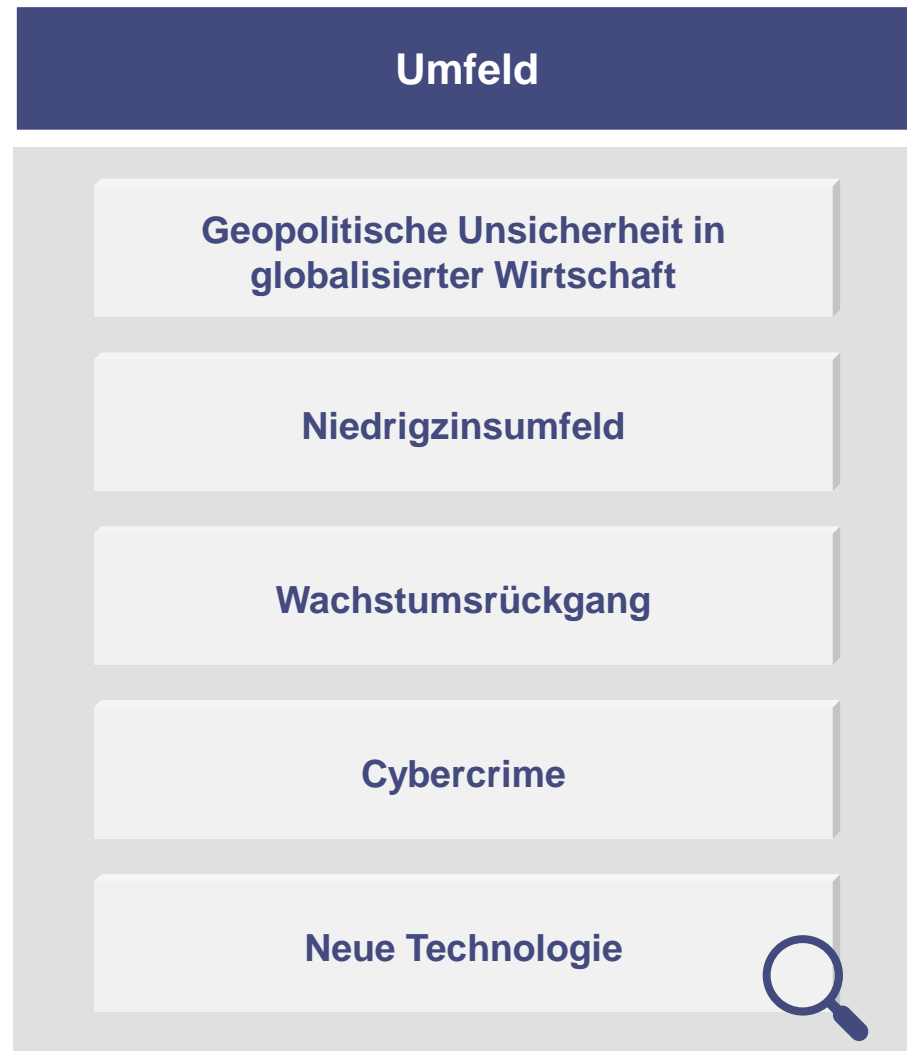 Umfeld
Geopolitische Unsicherheit in
globalisierter Wirtschaft
Niedrigzinsumfeld
Wachstumsrückgang
Cybercrime
Neue Technologie